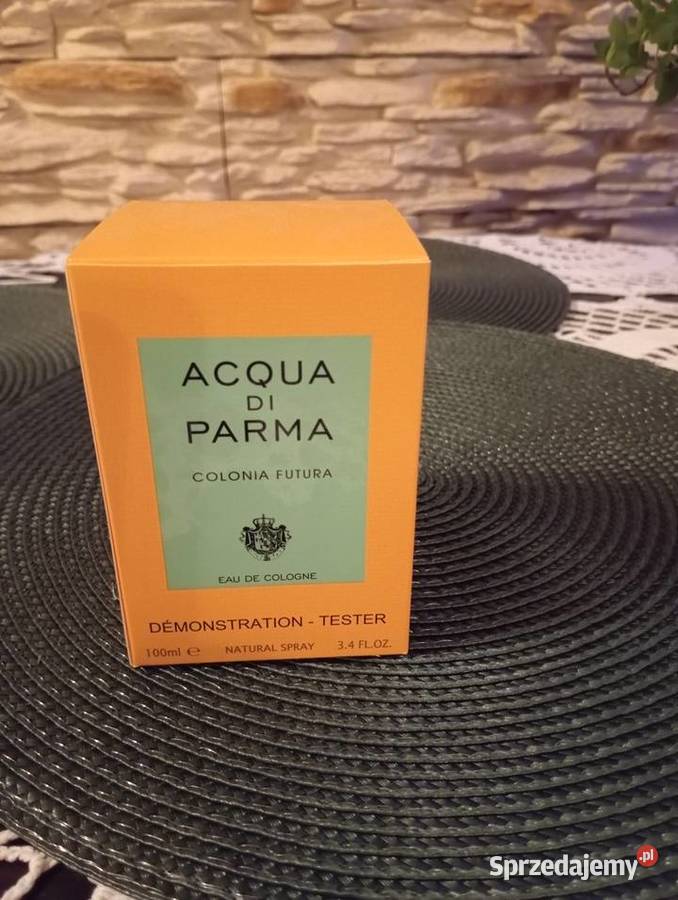 ACQUA
DI
PARMA
COLONIA FUTURA
EAU DE COLOGNE
DÉMONSTRATION - TESTER
100ml ℮ NATURAL SPRAY 3.4 FL.OZ.
Sprzedajemy.pl